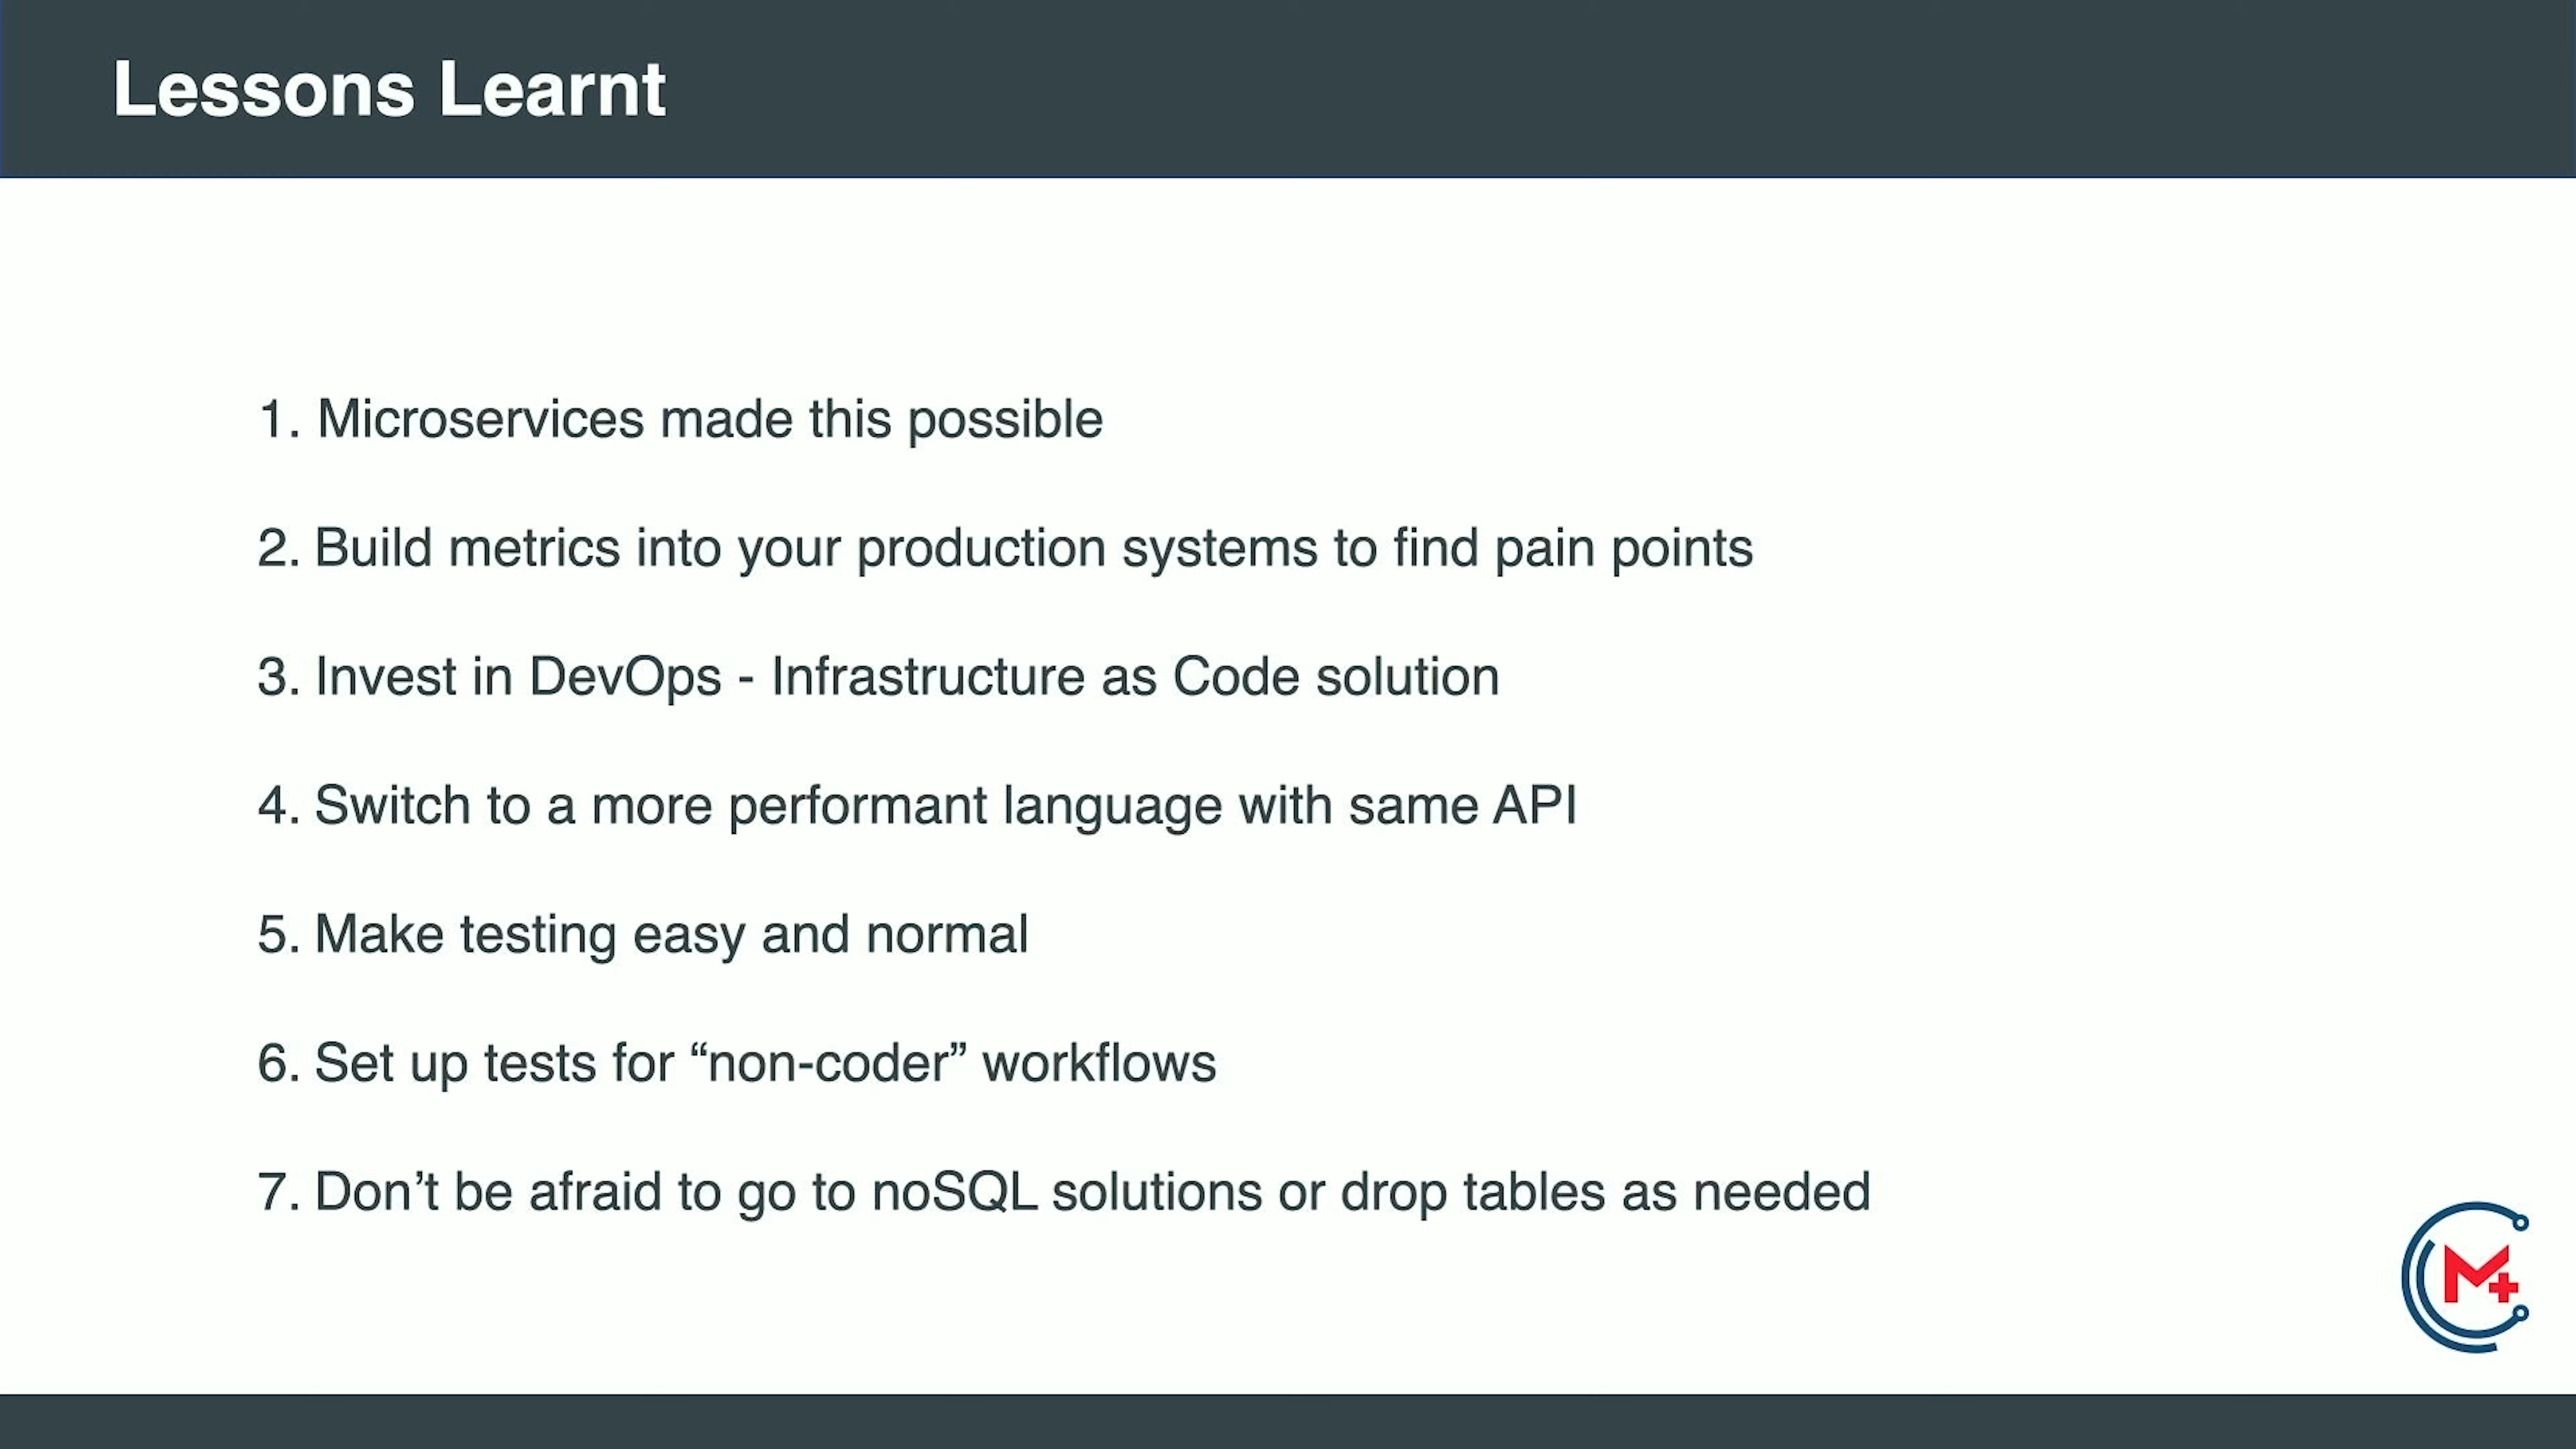 Lessons Learnt
1. Microservices made this possible
2. Build metrics into your production systems to find pain points
3. Invest in DevOps - Infrastructure as Code solution
4. Switch to a more performant language with same API
5. Make testing easy and normal
6. Set up tests for “non-coder” workflows
7. Don’t be afraid to go to noSQL solutions or drop tables as needed
M+